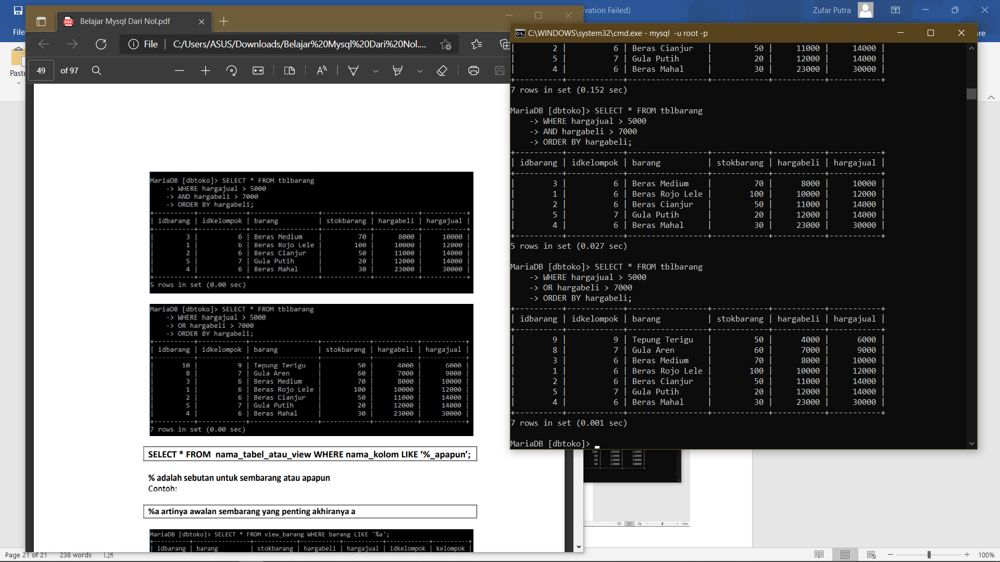 ivation Failed)
Zufar Putra
File
Paste
re
Belajar Mysql Dari Nol.pdf
File
C:/Users/ASUS/Downloads/Belajar%20Mysql%20Dari%20Nol....
49 of 97
MariaDB [dbtoko]> SELECT * FROM tblbarang
-> WHERE hargajual > 5000
-> AND hargabeli > 7000
-> ORDER BY hargabeli;
| idbarang | idkelompok | barang | stokbarang | hargabeli | hargajual |
| 3 | 6 | Beras Medium | 70 | 8000 | 10000 |
| 1 | 6 | Beras Rojo Lele | 100 | 10000 | 12000 |
| 2 | 6 | Beras Cianjur | 50 | 11000 | 14000 |
| 5 | 7 | Gula Putih | 20 | 12000 | 14000 |
| 4 | 6 | Beras Mahal | 30 | 23000 | 30000 |
5 rows in set (0.00 sec)
MariaDB [dbtoko]> SELECT * FROM tblbarang
-> WHERE hargajual > 5000
-> OR hargabeli > 7000
-> ORDER BY hargabeli;
| idbarang | idkelompok | barang | stokbarang | hargabeli | hargajual |
| 10 | 9 | Tepung Terigu | 50 | 4000 | 6000 |
| 8 | 7 | Gula Aren | 60 | 7000 | 9000 |
| 3 | 6 | Beras Medium | 70 | 8000 | 10000 |
| 1 | 6 | Beras Rojo Lele | 100 | 10000 | 12000 |
| 2 | 6 | Beras Cianjur | 50 | 11000 | 14000 |
| 5 | 7 | Gula Putih | 20 | 12000 | 14000 |
| 4 | 6 | Beras Mahal | 30 | 23000 | 30000 |
7 rows in set (0.00 sec)
SELECT * FROM nama_tabel_atau_view WHERE nama_kolom LIKE ‘%_apapun’;
% adalah sebutan untuk sembarang atau apapun
Contoh:
%a artinya awalan sembarang yang penting akhiranya a
MariaDB [dbtoko]> SELECT * FROM view_barang WHERE barang LIKE '%a';
| idbarang | barang | stokbarang | hargabeli | hargajual | idkelompok | kelompok |
C:\WINDOWS\system32\cmd.exe - mysql -u root -p
| 2 | 6 | Beras Cianjur | 50 | 11000 | 14000 |
| 5 | 7 | Gula Putih | 20 | 12000 | 14000 |
| 4 | 6 | Beras Mahal | 30 | 23000 | 30000 |
7 rows in set (0.152 sec)
MariaDB [dbtoko]> SELECT * FROM tblbarang
-> WHERE hargajual > 5000
-> AND hargabeli > 7000
-> ORDER BY hargabeli;
| idbarang | idkelompok | barang | stokbarang | hargabeli | hargajual |
| 3 | 6 | Beras Medium | 70 | 8000 | 10000 |
| 1 | 6 | Beras Rojo Lele | 100 | 10000 | 12000 |
| 2 | 6 | Beras Cianjur | 50 | 11000 | 14000 |
| 5 | 7 | Gula Putih | 20 | 12000 | 14000 |
| 4 | 6 | Beras Mahal | 30 | 23000 | 30000 |
5 rows in set (0.027 sec)
MariaDB [dbtoko]> SELECT * FROM tblbarang
-> WHERE hargajual > 5000
-> OR hargabeli > 7000
-> ORDER BY hargabeli;
| idbarang | idkelompok | barang | stokbarang | hargabeli | hargajual |
| 9 | 9 | Tepung Terigu | 50 | 4000 | 6000 |
| 8 | 7 | Gula Aren | 60 | 7000 | 9000 |
| 3 | 6 | Beras Medium | 70 | 8000 | 10000 |
| 1 | 6 | Beras Rojo Lele | 100 | 10000 | 12000 |
| 2 | 6 | Beras Cianjur | 50 | 11000 | 14000 |
| 5 | 7 | Gula Putih | 20 | 12000 | 14000 |
| 4 | 6 | Beras Mahal | 30 | 23000 | 30000 |
7 rows in set (0.001 sec)
MariaDB [dbtoko]>
100 | 10000 | 12000 |
50 | 11000 | 14000 |
20 | 12000 | 14000 |
30 | 23000 | 30000 |
100%
Page 21 of 21 238 words
100%